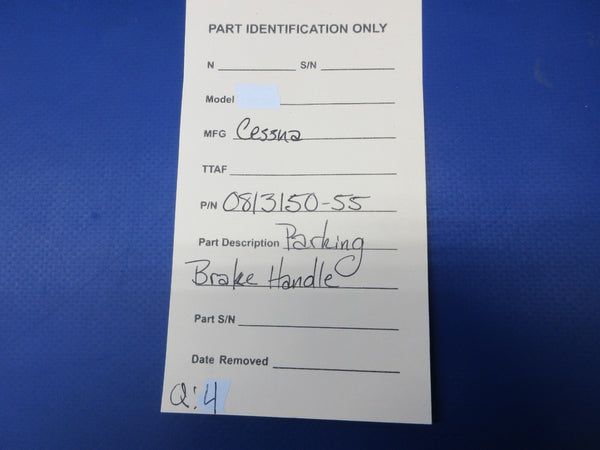 PART IDENTIFICATION ONLY
N S/N
Model
MFG Cessna
TTAF
P/N 0813150-55
Part Description Parking
Brake Handle
Part S/N
Date Removed
Q: 4